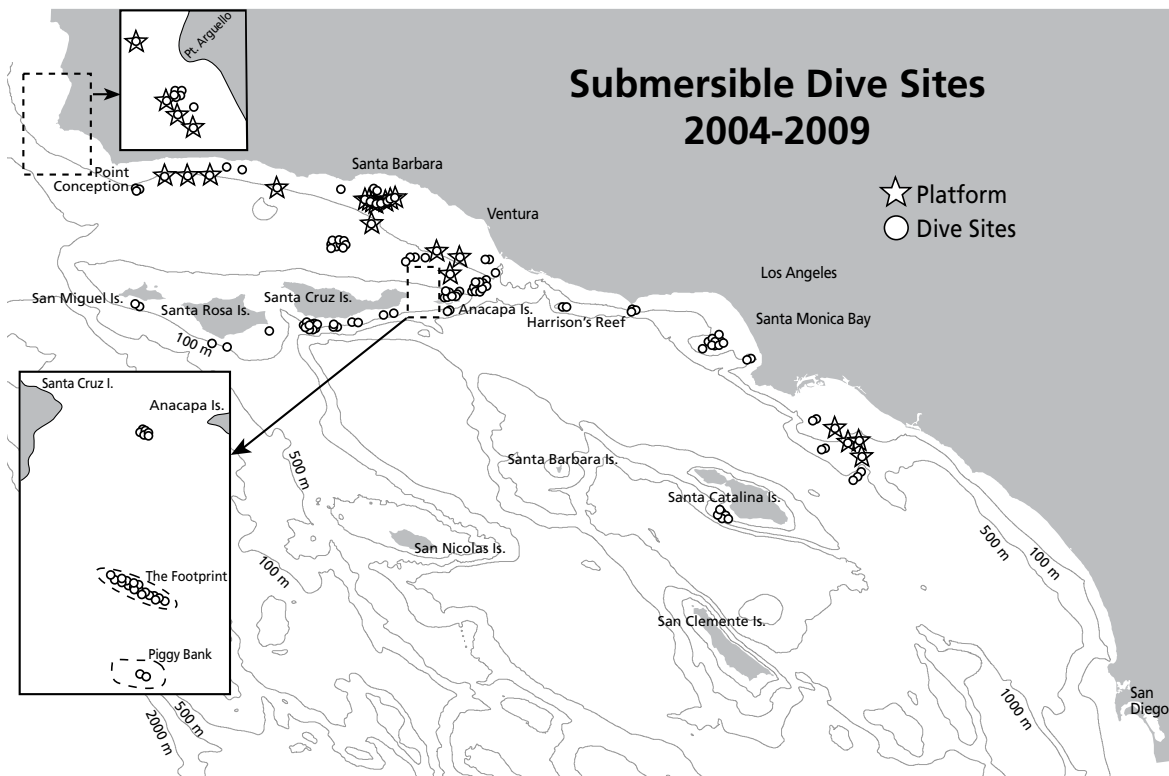 Pt. Arguello
Submersible Dive Sites
2004-2009
Santa Barbara
Point
Conception
Platform
Dive Sites
Ventura
Los Angeles
San Miguel Is.
Santa Rosa Is.
Santa Cruz Is.
Anacapa Is.
Harrison's Reef
Santa Monica Bay
100 m
Santa Cruz I.
Anacapa Is.
500 m
Santa Barbara Is.
Santa Catalina Is.
San Nicolas Is.
500 m
100 m
100 m
The Footprint
San Clemente Is.
Piggy Bank
500 m
2000 m
1000 m
San
Diego